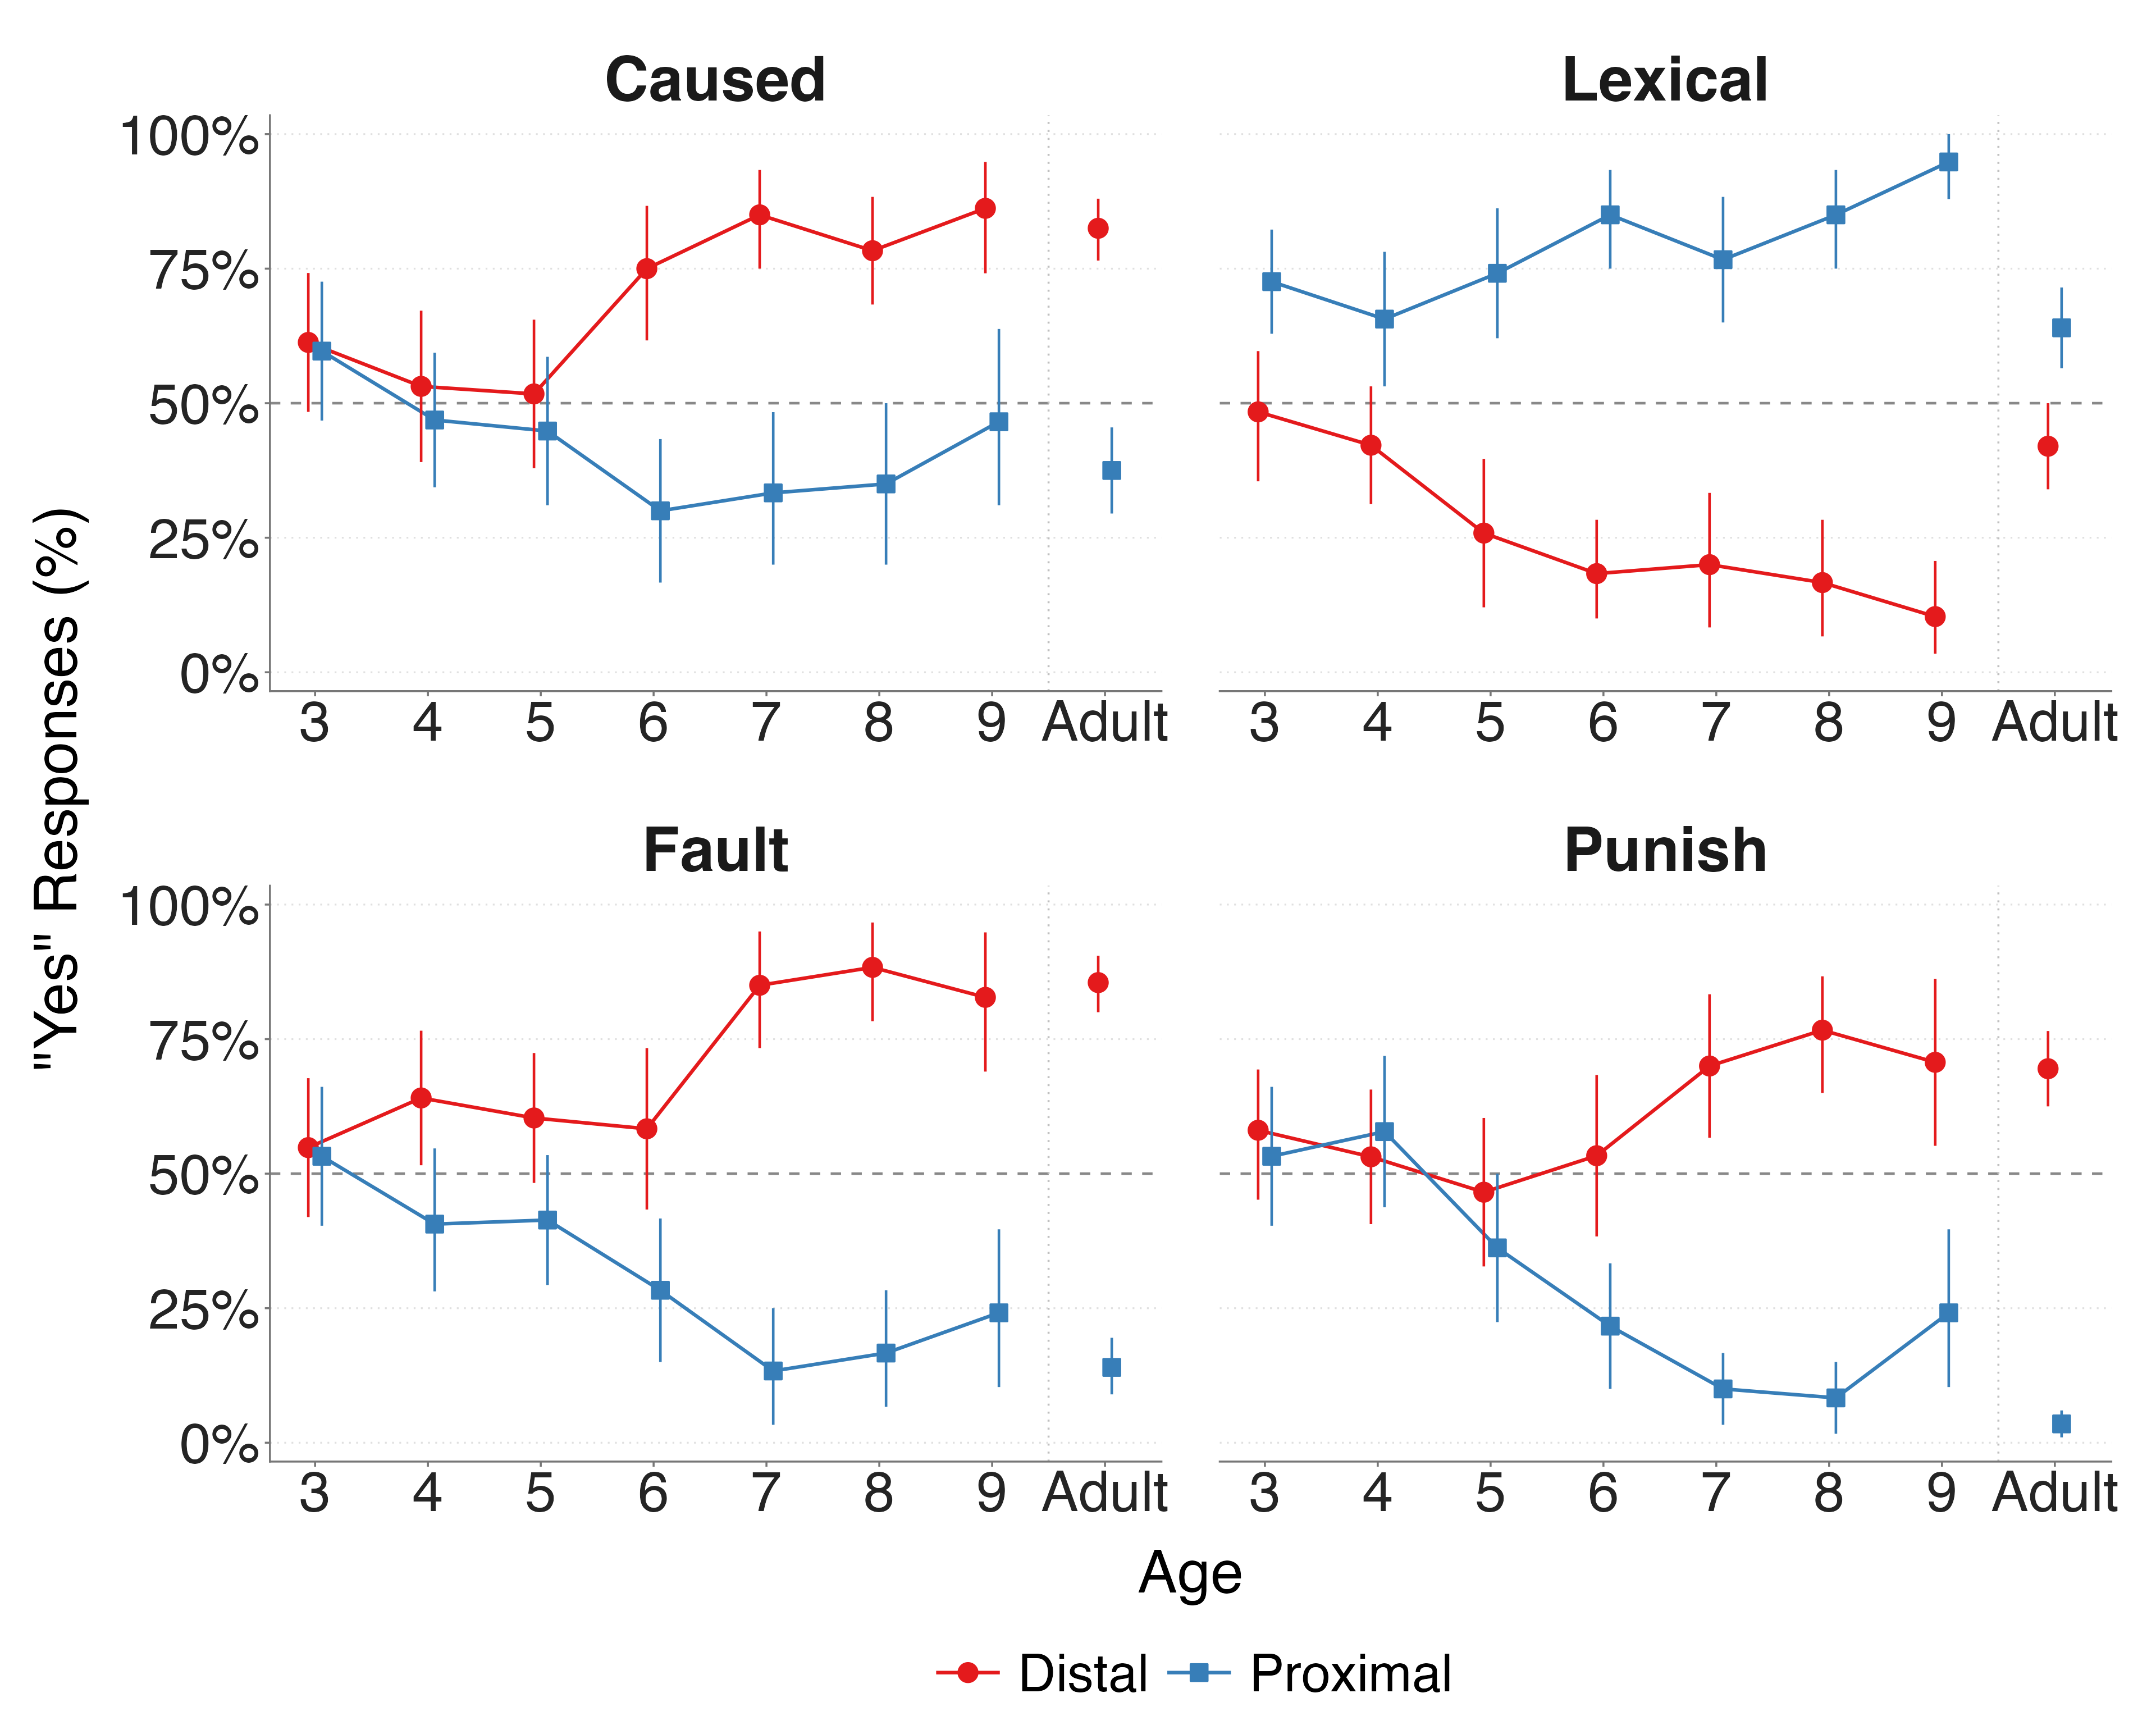 Caused
Lexical
100%
75%
50%
25%
0%
3 4 5 6 7 8 9 Adult
3 4 5 6 7 8 9 Adult
"Yes" Responses (%)
Fault
Punish
100%
75%
50%
25%
0%
3 4 5 6 7 8 9 Adult
3 4 5 6 7 8 9 Adult
Age
Distal
Proximal